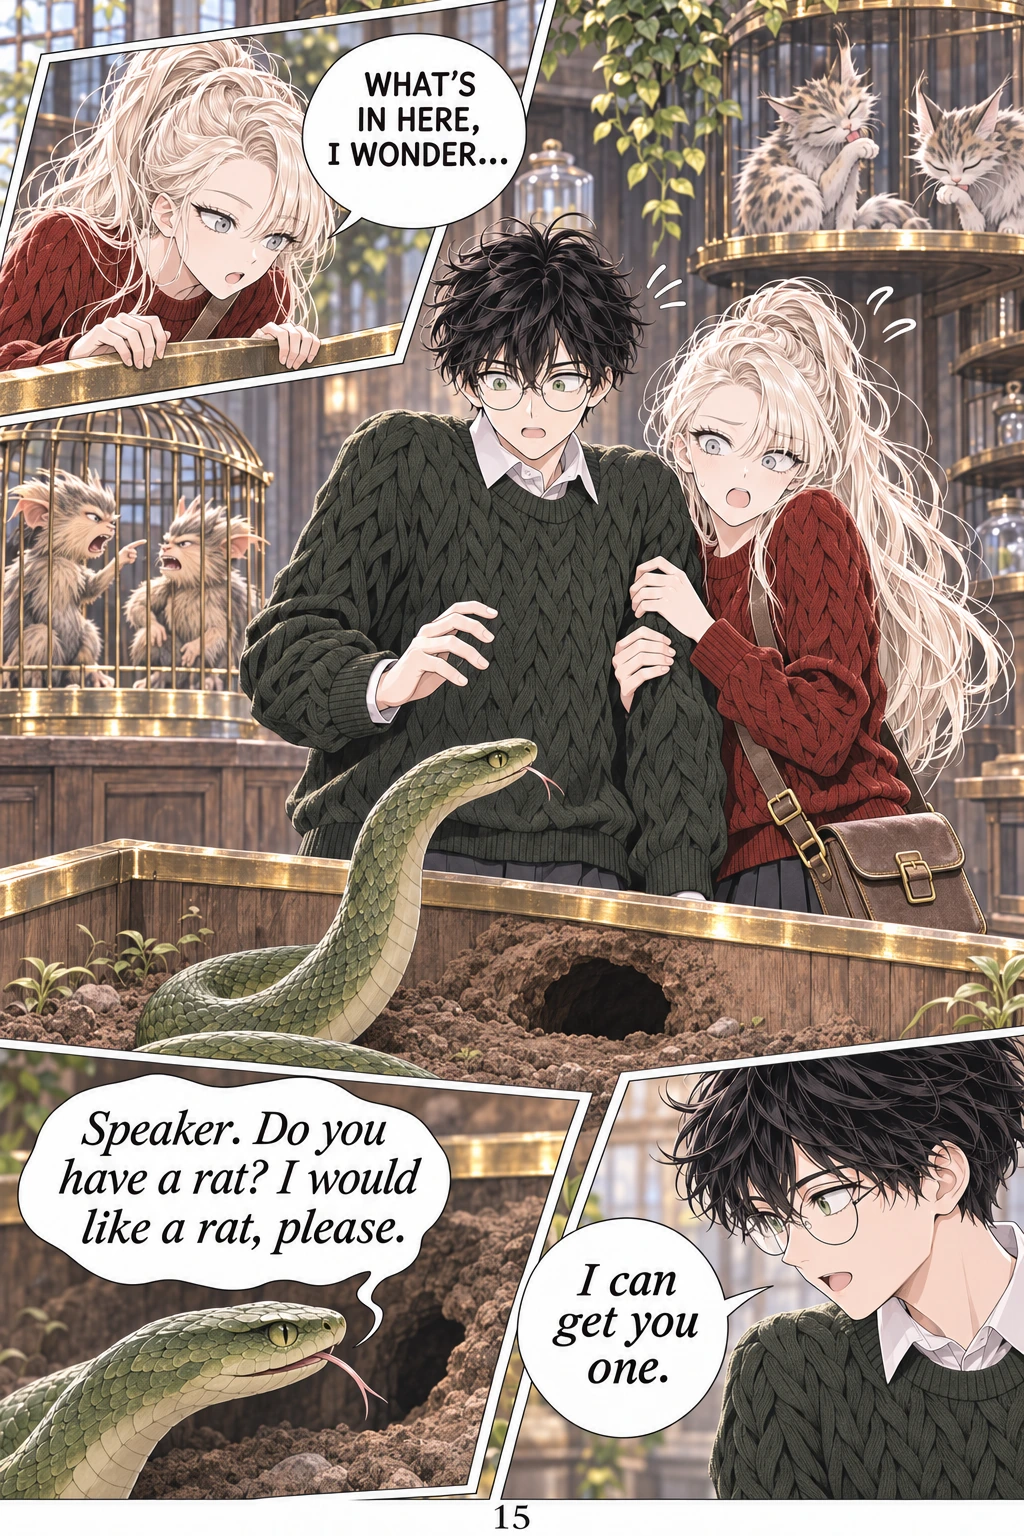 WHAT'S
IN HERE,
I WONDER...
Speaker. Do you
have a rat? I would
like a rat, please.
I can
get you
one.
15